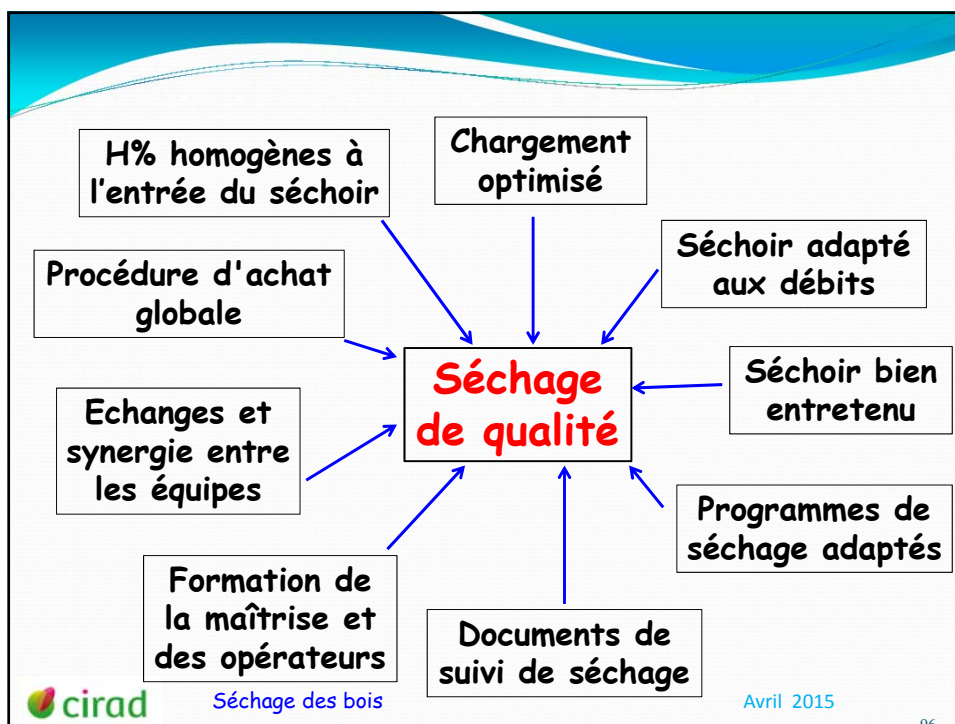 H% homogènes à
l’entrée du séchoir
Chargement
optimisé
Séchoir adapté
aux débits
Procédure d'achat
globale
Séchage
de qualité
Séchoir bien
entretenu
Echanges et
synergie entre
les équipes
Programmes de
séchage adaptés
Formation de
la maîtrise et
des opérateurs
Documents de
suivi de séchage
cirad
Séchage des bois
Avril 2015
96